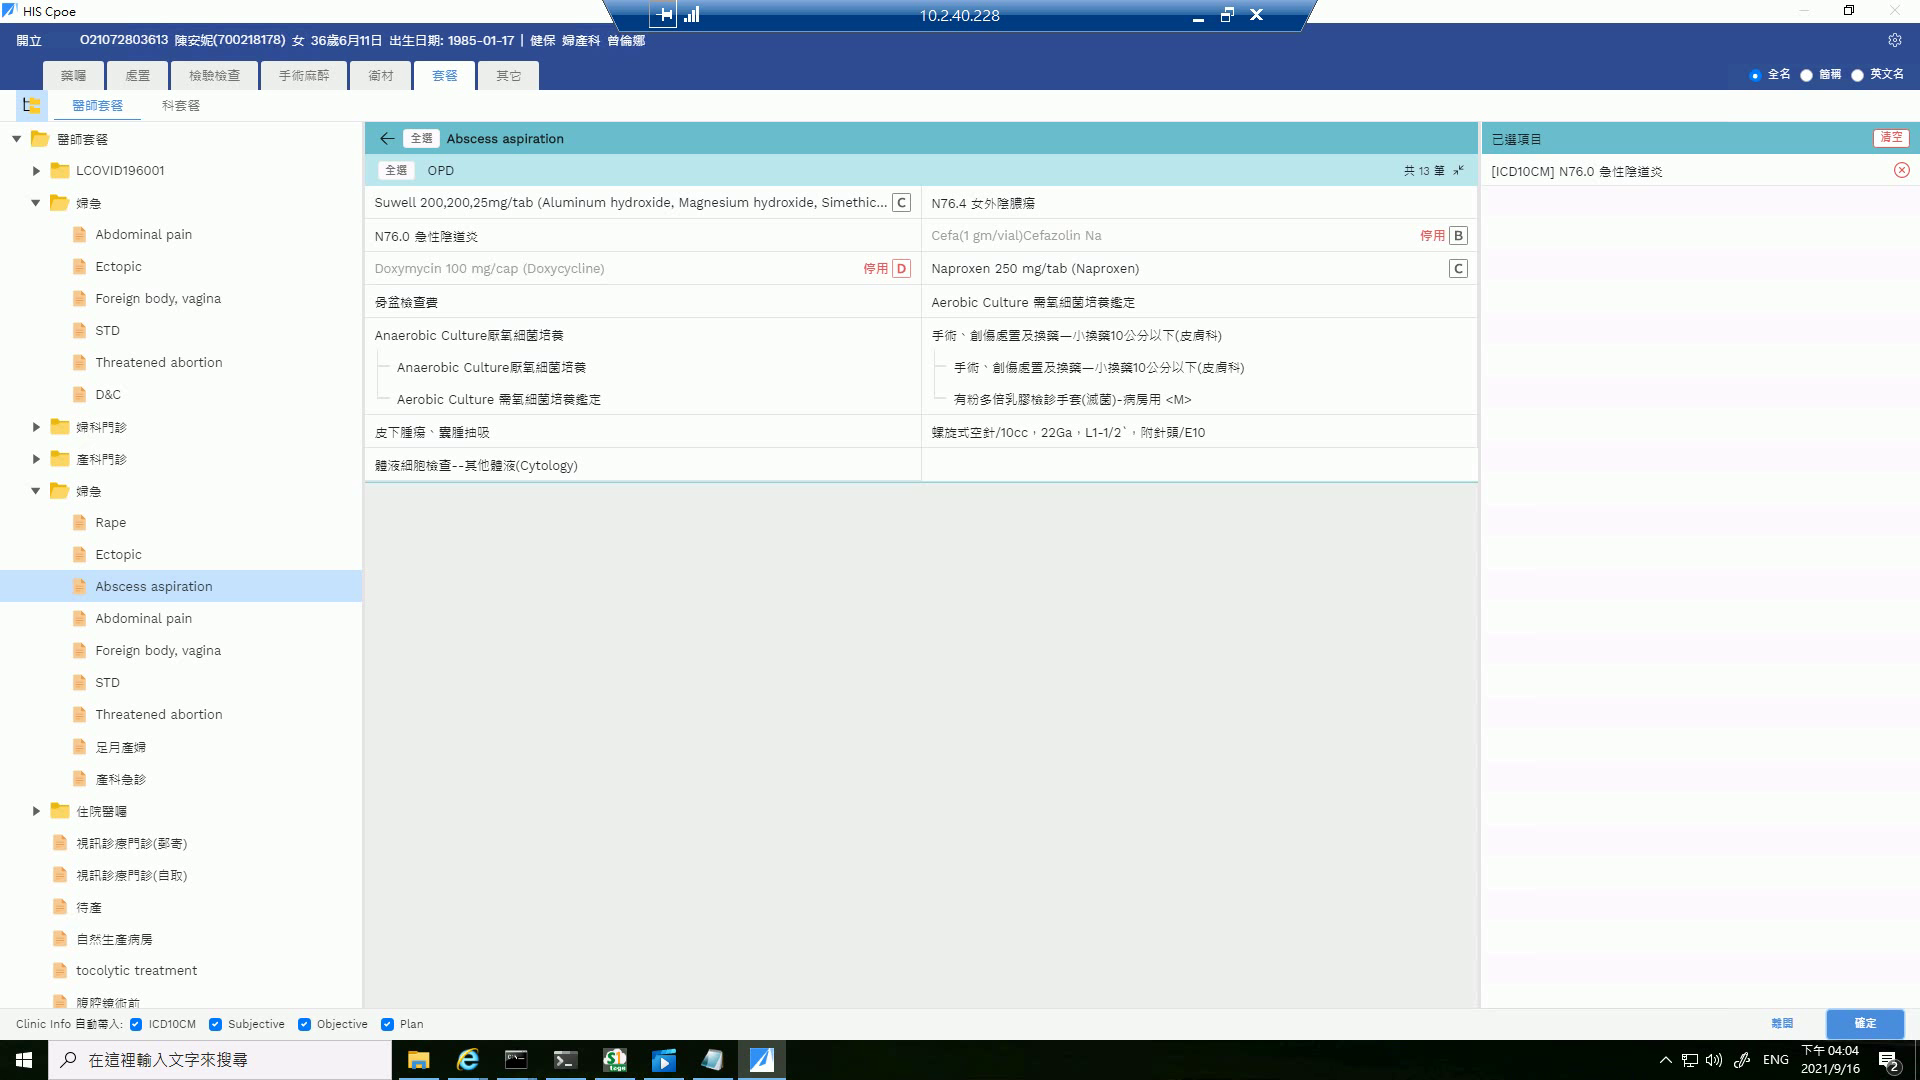 HIS Cpoe
10.2.40.228
開立 O21072803613 陳安妮(700218178) 女 36歲6月11日 出生日期: 1985-01-17 | 健保 婦產科 曾倫娜
藥囑 處置 檢驗檢查 手術麻醉 衛材 套餐 其它
全名 簡稱 英文名
醫師套餐 科套餐
醫師套餐
LCOVID196001
婦急
Abdominal pain
Ectopic
Foreign body, vagina
STD
Threatened abortion
D&C
婦科門診
產科門診
婦急
Rape
Ectopic
Abscess aspiration
Abdominal pain
Foreign body, vagina
STD
Threatened abortion
足月產婦
產科急診
住院醫囑
視訊診療門診(郵寄)
視訊診療門診(自取)
待產
自然生產病房
tocolytic treatment
腹腔鏡術前
全選 Abscess aspiration
全選 OPD 共 13 筆
Suwell 200,200,25mg/tab (Aluminum hydroxide, Magnesium hydroxide, Simethic... C
N76.4 女外陰膿瘍
N76.0 急性陰道炎
Cefa(1 gm/vial)Cefazolin Na 停用 B
Doxymycin 100 mg/cap (Doxycycline) 停用 D
Naproxen 250 mg/tab (Naproxen) C
骨盆檢查費
Aerobic Culture 需氧細菌培養鑑定
Anaerobic Culture厭氧細菌培養
手術、創傷處置及換藥—小換藥10公分以下(皮膚科)
Anaerobic Culture厭氧細菌培養
手術、創傷處置及換藥—小換藥10公分以下(皮膚科)
Aerobic Culture 需氧細菌培養鑑定
有粉多倍乳膠檢診手套(滅菌)-病房用 <M>
皮下腫瘍、囊腫抽吸
螺旋式空針/10cc，22Ga，L1-1/2`，附針頭/E10
體液細胞檢查--其他體液(Cytology)
已選項目 清空
[ICD10CM] N76.0 急性陰道炎
Clinic Info 自動帶入: ICD10CM Subjective Objective Plan
離開 確定
在這裡輸入文字來搜尋
ENG
下午 04:04
2021/9/16
2